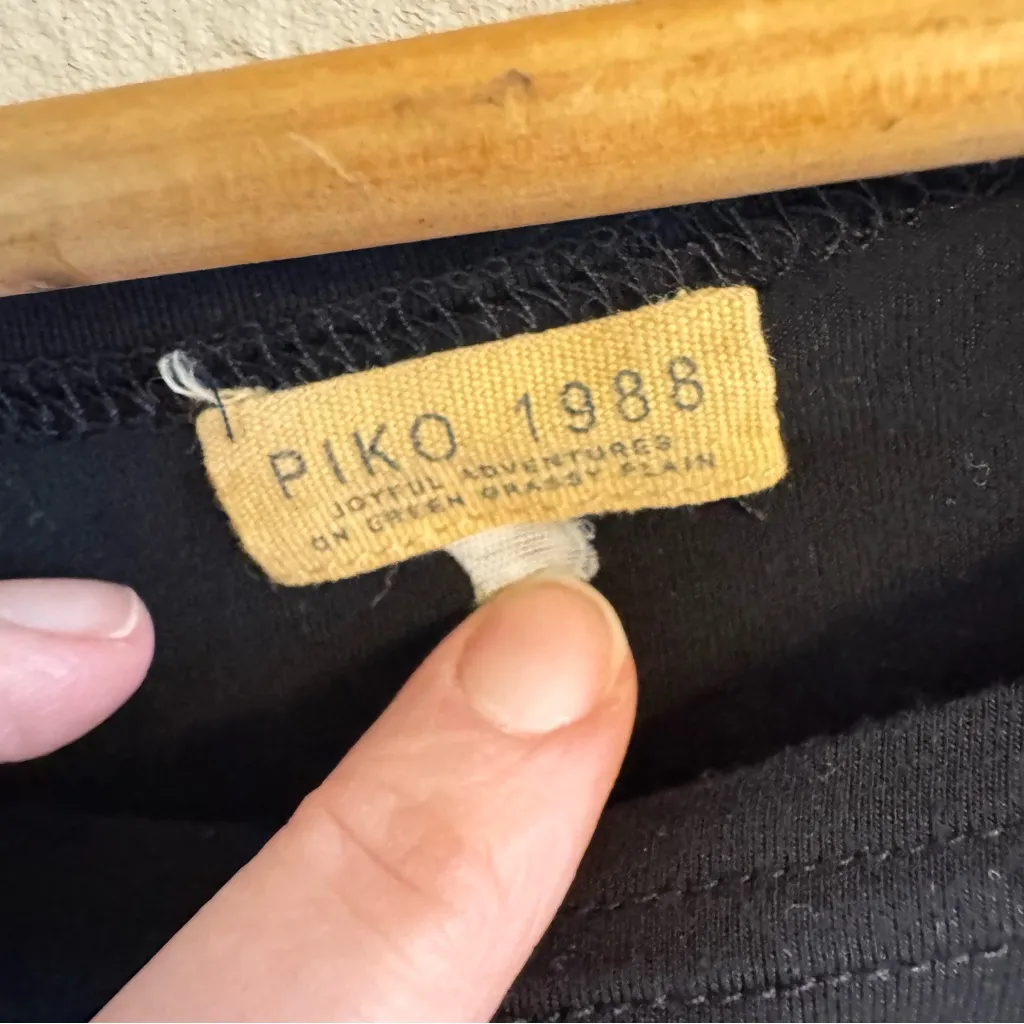 PIKO 1988
JOYFUL ADVENTURES
ON GREEN GRASSY PLAIN